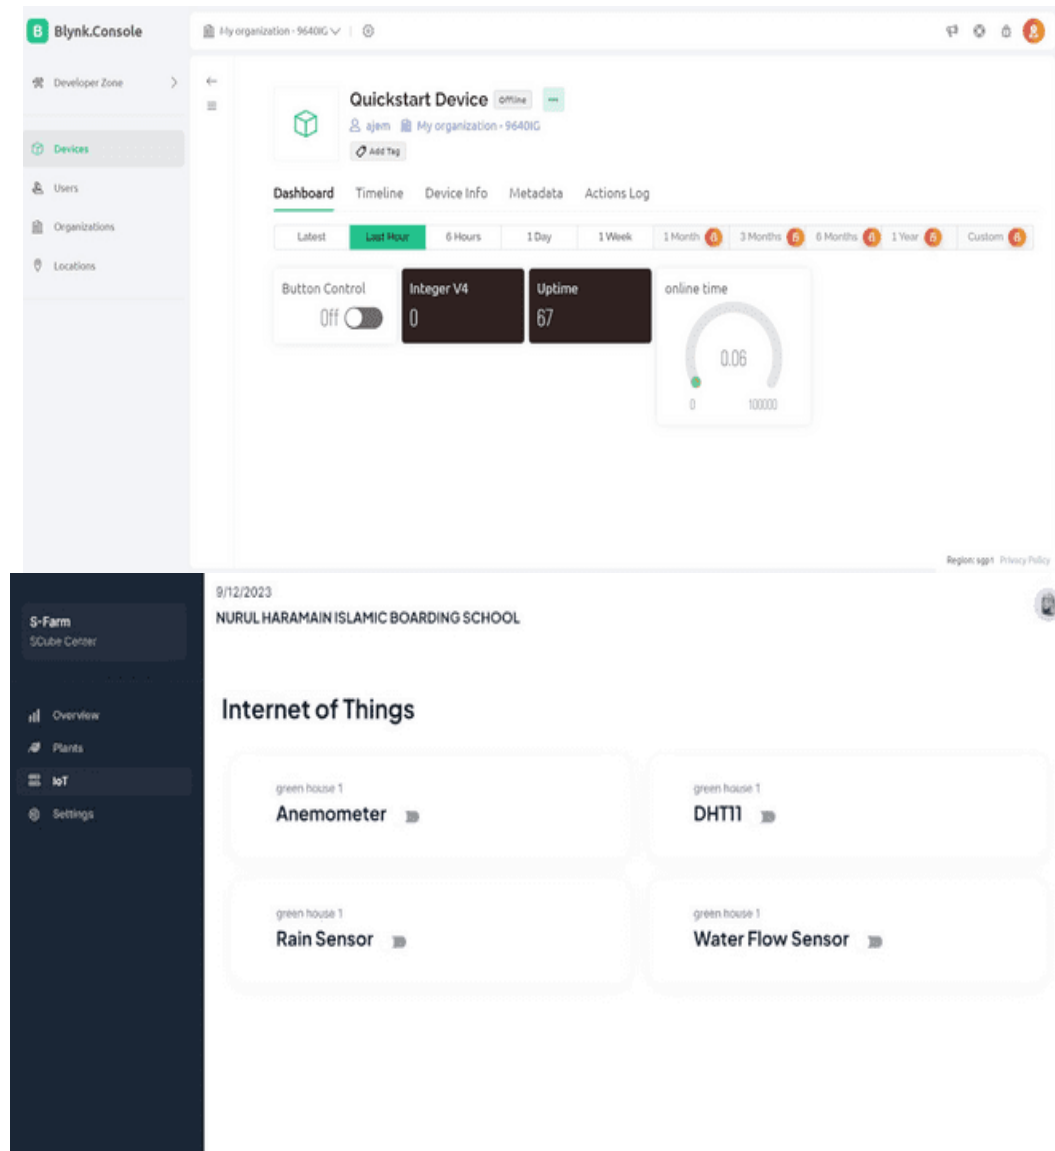 B Blynk.Console
My organization - 9640IG
Developer Zone
Devices
Users
Organizations
Locations
Quickstart Device Offline
ajem My organization - 9640IG
Add Tag
Dashboard Timeline Device Info Metadata Actions Log
Latest Last Hour 6 Hours 1 Day 1 Week 1 Month 3 Months 6 Months 1 Year Custom
Button Control
Off
Integer V4
0
Uptime
67
online time
0.06
0 100000
Region: sgp1 Privacy Policy
S-Farm
SCube Center
Overview
Plants
IoT
Settings
9/12/2023
NURUL HARAMAIN ISLAMIC BOARDING SCHOOL
Internet of Things
green house 1
Anemometer
green house 1
DHT11
green house 1
Rain Sensor
green house 1
Water Flow Sensor